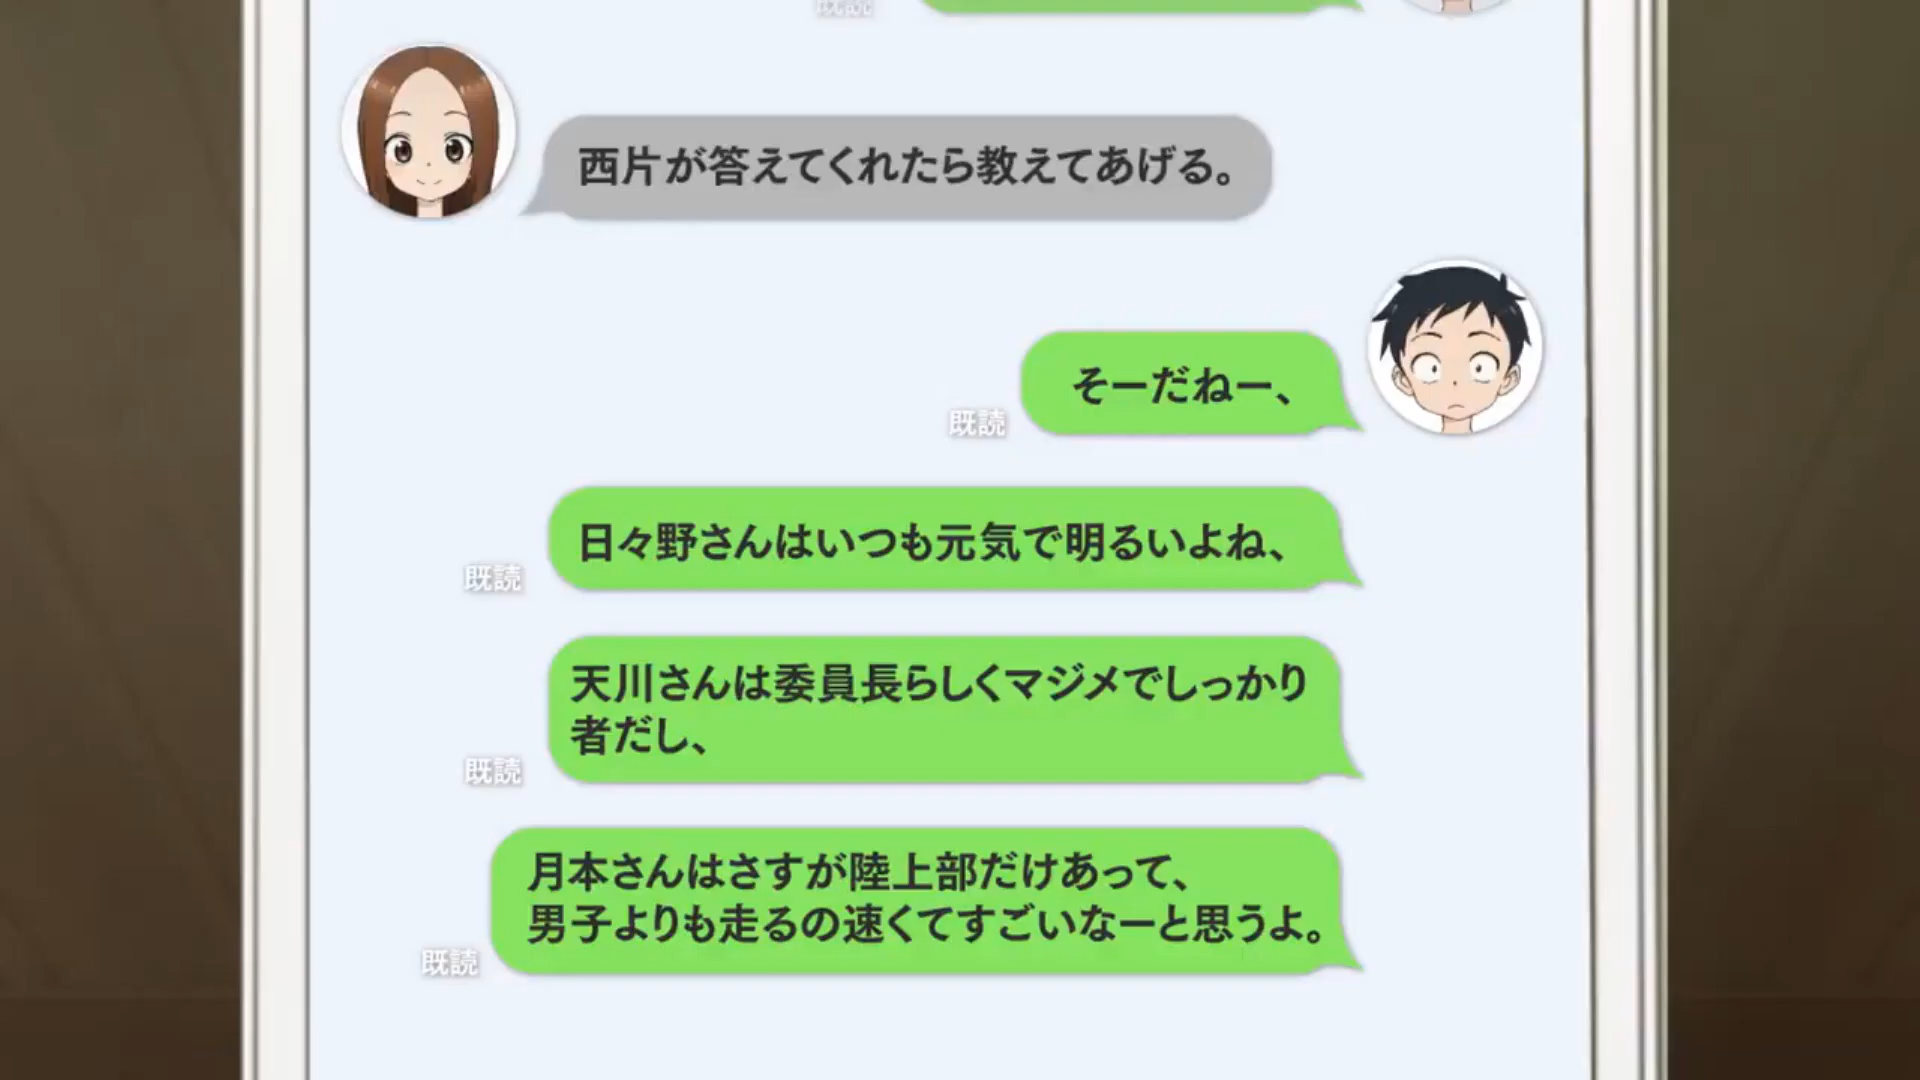 既読
西片が答えてくれたら教えてあげる。
そーだねー、
既読
日々野さんはいつも元気で明るいよね、
既読
天川さんは委員長らしくマジメでしっかり
者だし、
既読
月本さんはさすが陸上部だけあって、
男子よりも走るの速くてすごいなーと思うよ。
既読